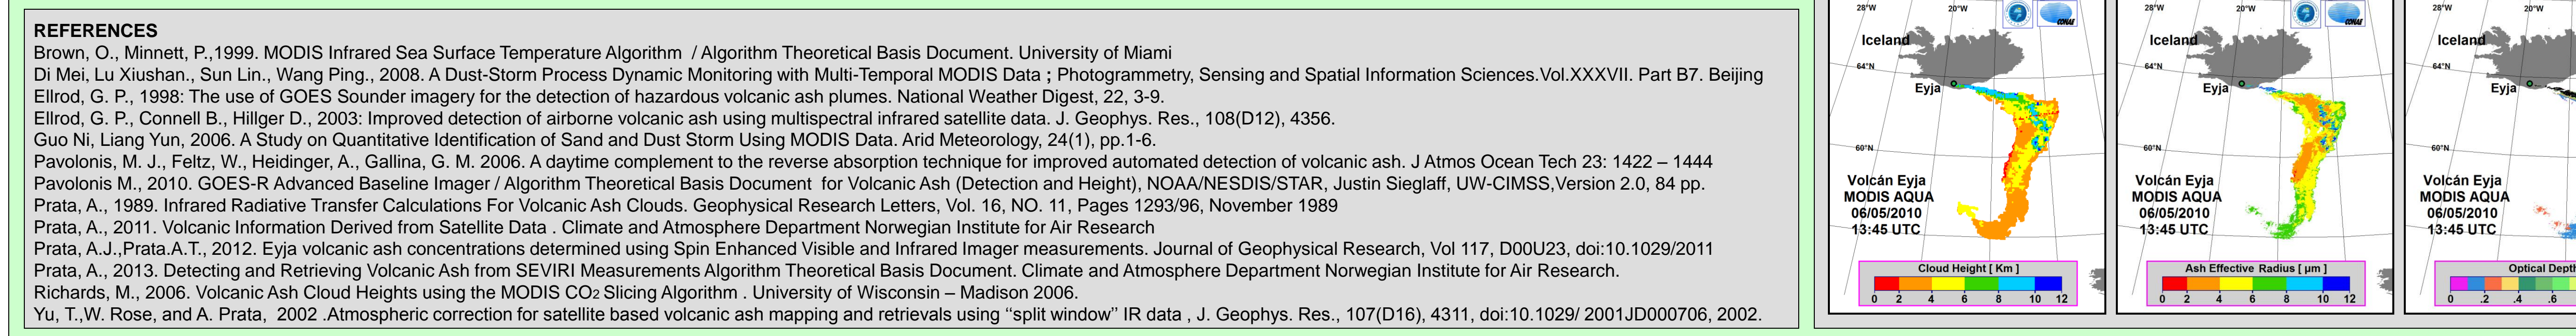 REFERENCES
Brown, O., Minnett, P.,1999. MODIS Infrared Sea Surface Temperature Algorithm / Algorithm Theoretical Basis Document. University of Miami
Di Mei, Lu Xiushan., Sun Lin., Wang Ping., 2008. A Dust-Storm Process Dynamic Monitoring with Multi-Temporal MODIS Data ; Photogrammetry, Sensing and Spatial Information Sciences.Vol.XXXVII. Part B7. Beijing
Ellrod, G. P., 1998: The use of GOES Sounder imagery for the detection of hazardous volcanic ash plumes. National Weather Digest, 22, 3-9.
Ellrod, G. P., Connell B., Hillger D., 2003: Improved detection of airborne volcanic ash using multispectral infrared satellite data. J. Geophys. Res., 108(D12), 4356.
Guo Ni, Liang Yun, 2006. A Study on Quantitative Identification of Sand and Dust Storm Using MODIS Data. Arid Meteorology, 24(1), pp.1-6.
Pavolonis, M. J., Feltz, W., Heidinger, A., Gallina, G. M. 2006. A daytime complement to the reverse absorption technique for improved automated detection of volcanic ash. J Atmos Ocean Tech 23: 1422 – 1444
Pavolonis M., 2010. GOES-R Advanced Baseline Imager / Algorithm Theoretical Basis Document for Volcanic Ash (Detection and Height), NOAA/NESDIS/STAR, Justin Sieglaff, UW-CIMSS,Version 2.0, 84 pp.
Prata, A., 1989. Infrared Radiative Transfer Calculations For Volcanic Ash Clouds. Geophysical Research Letters, Vol. 16, NO. 11, Pages 1293/96, November 1989
Prata, A., 2011. Volcanic Information Derived from Satellite Data . Climate and Atmosphere Department Norwegian Institute for Air Research
Prata, A.J.,Prata.A.T., 2012. Eyja volcanic ash concentrations determined using Spin Enhanced Visible and Infrared Imager measurements. Journal of Geophysical Research, Vol 117, D00U23, doi:10.1029/2011
Prata, A., 2013. Detecting and Retrieving Volcanic Ash from SEVIRI Measurements Algorithm Theoretical Basis Document. Climate and Atmosphere Department Norwegian Institute for Air Research.
Richards, M., 2006. Volcanic Ash Cloud Heights using the MODIS CO2 Slicing Algorithm . University of Wisconsin – Madison 2006.
Yu, T.,W. Rose, and A. Prata, 2002 .Atmospheric correction for satellite based volcanic ash mapping and retrievals using "split window" IR data , J. Geophys. Res., 107(D16), 4311, doi:10.1029/ 2001JD000706, 2002.
28°W 20°W CONAE
Iceland
64°N
Eyja
60°N
Volcán Eyja
MODIS AQUA
06/05/2010
13:45 UTC
Cloud Height [ Km ]
0 2 4 6 8 10 12
28°W 20°W CONAE
Iceland
64°N
Eyja
60°N
Volcán Eyja
MODIS AQUA
06/05/2010
13:45 UTC
Ash Effective Radius [ µm ]
0 2 4 6 8 10 12
28°W 20°W
Iceland
64°N
Eyja
60°N
Volcán Eyja
MODIS AQUA
06/05/2010
13:45 UTC
Optical Depth
0 .2 .4 .6